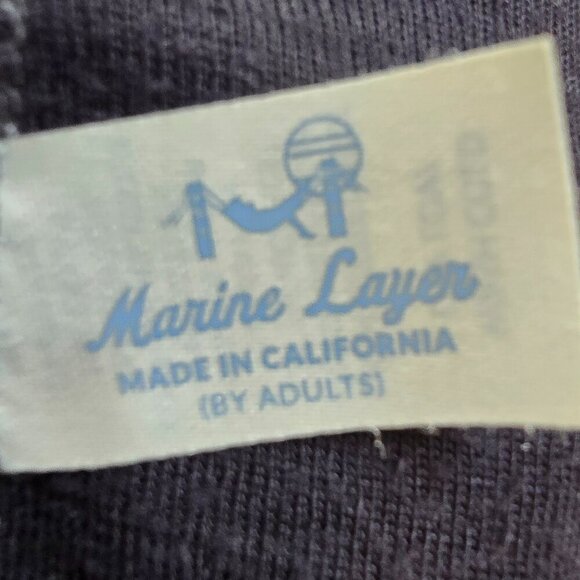 Marine Layer
MADE IN CALIFORNIA
(BY ADULTS)